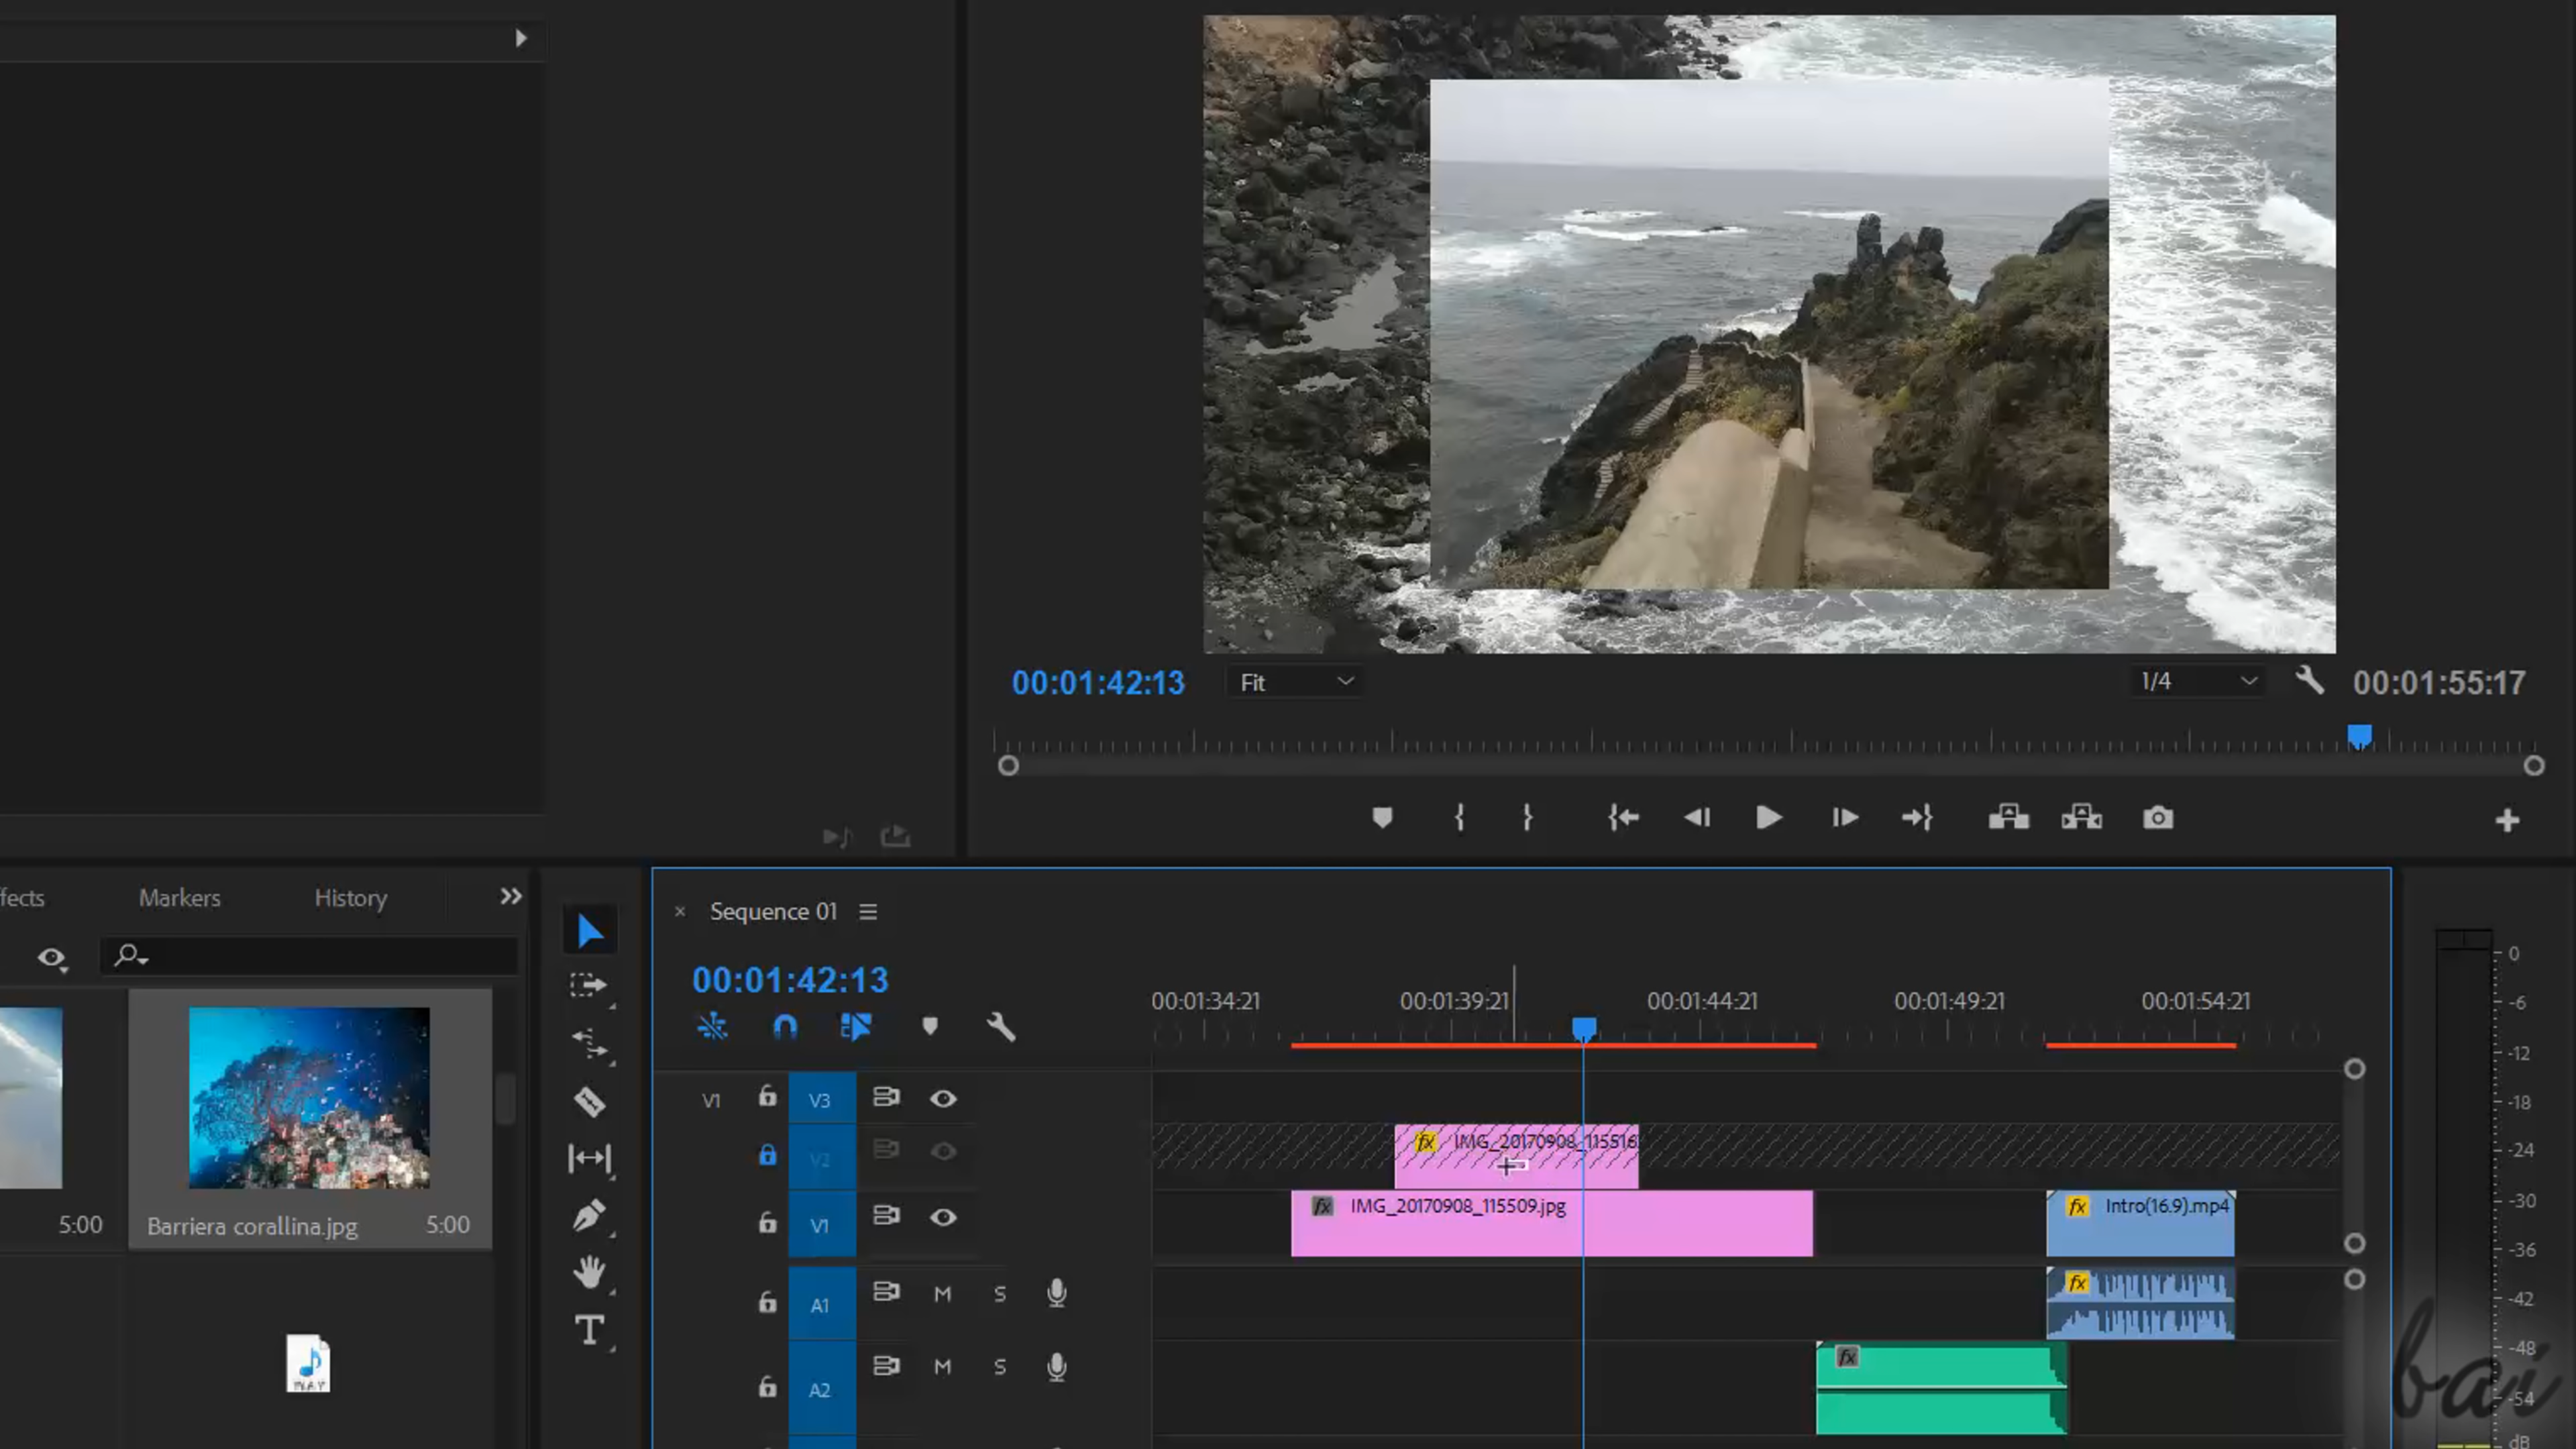 00:01:42:13
Fit
1/4
00:01:55:17
fects
Markers
History
Sequence 01
00:01:42:13
00:01:34:21
00:01:39:21
00:01:44:21
00:01:49:21
00:01:54:21
V1
V3
V2
V1
A1
M
S
A2
M
S
fx
IMG_20170908_115516
fx
IMG_20170908_115509.jpg
fx
Intro(16.9).mp4
fx
fx
5:00
Barriera corallina.jpg
5:00
WAV
0
-6
-12
-18
-24
-30
-36
-42
-48
-54
dB
bai